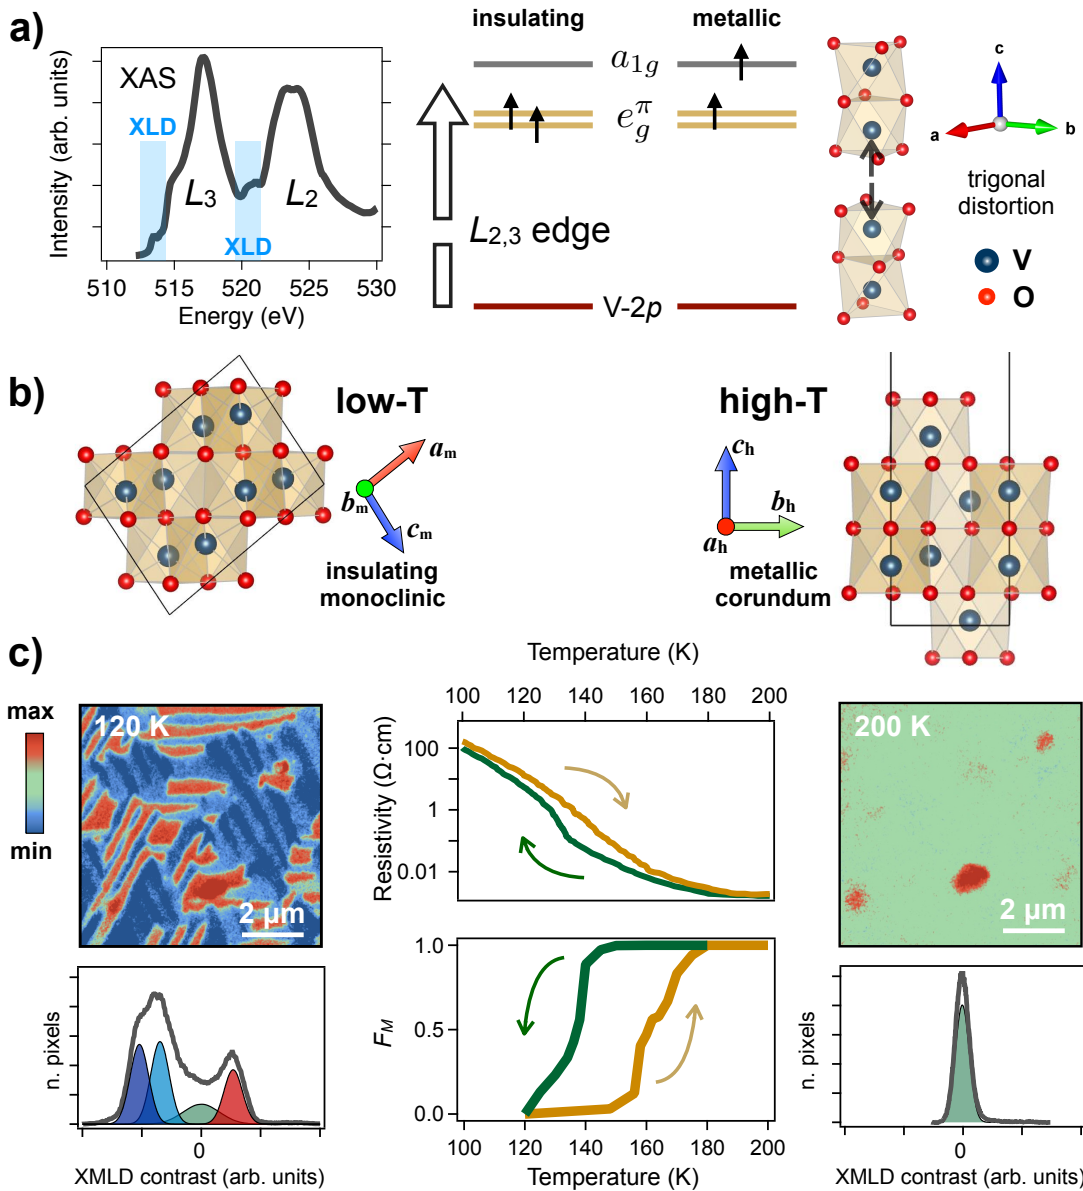 a)
XAS
XLD
L3
L2
XLD
Intensity (arb. units)
510 515 520 525 530
Energy (eV)
insulating metallic
a1g
eπg
L2,3 edge
V-2p
c
a
b
trigonal
distortion
V
O
b)
low-T
am
bm
cm
insulating
monoclinic
high-T
ch
bh
ah
metallic
corundum
c)
max
min
120 K
2 µm
n. pixels
0
XMLD contrast (arb. units)
Temperature (K)
100 120 140 160 180 200
Resistivity (Ω·cm)
100
1
0.01
FM
1.0
0.5
0.0
100 120 140 160 180 200
Temperature (K)
200 K
2 µm
n. pixels
0
XMLD contrast (arb. units)